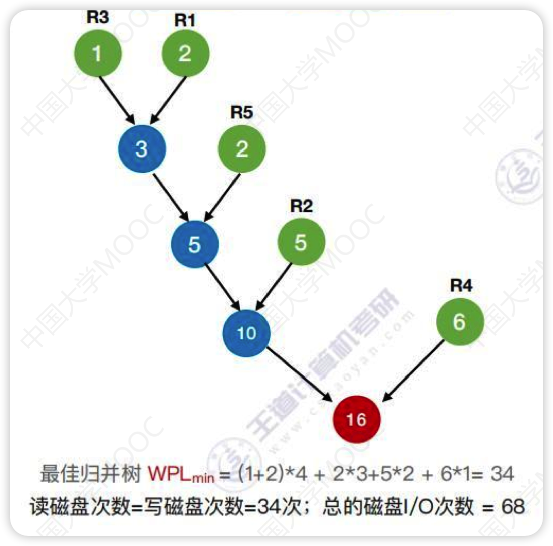 R3 R1
1 2
R5
3 2
R2
5 5
R4
10 6
16
最佳归并树 WPLmin = (1+2)*4 + 2*3+5*2 + 6*1= 34
读磁盘次数=写磁盘次数=34次；总的磁盘I/O次数 = 68
中国大学MOOC
中国大学MOOC
中国大学MOOC
中国大学MOOC
王道计算机考研